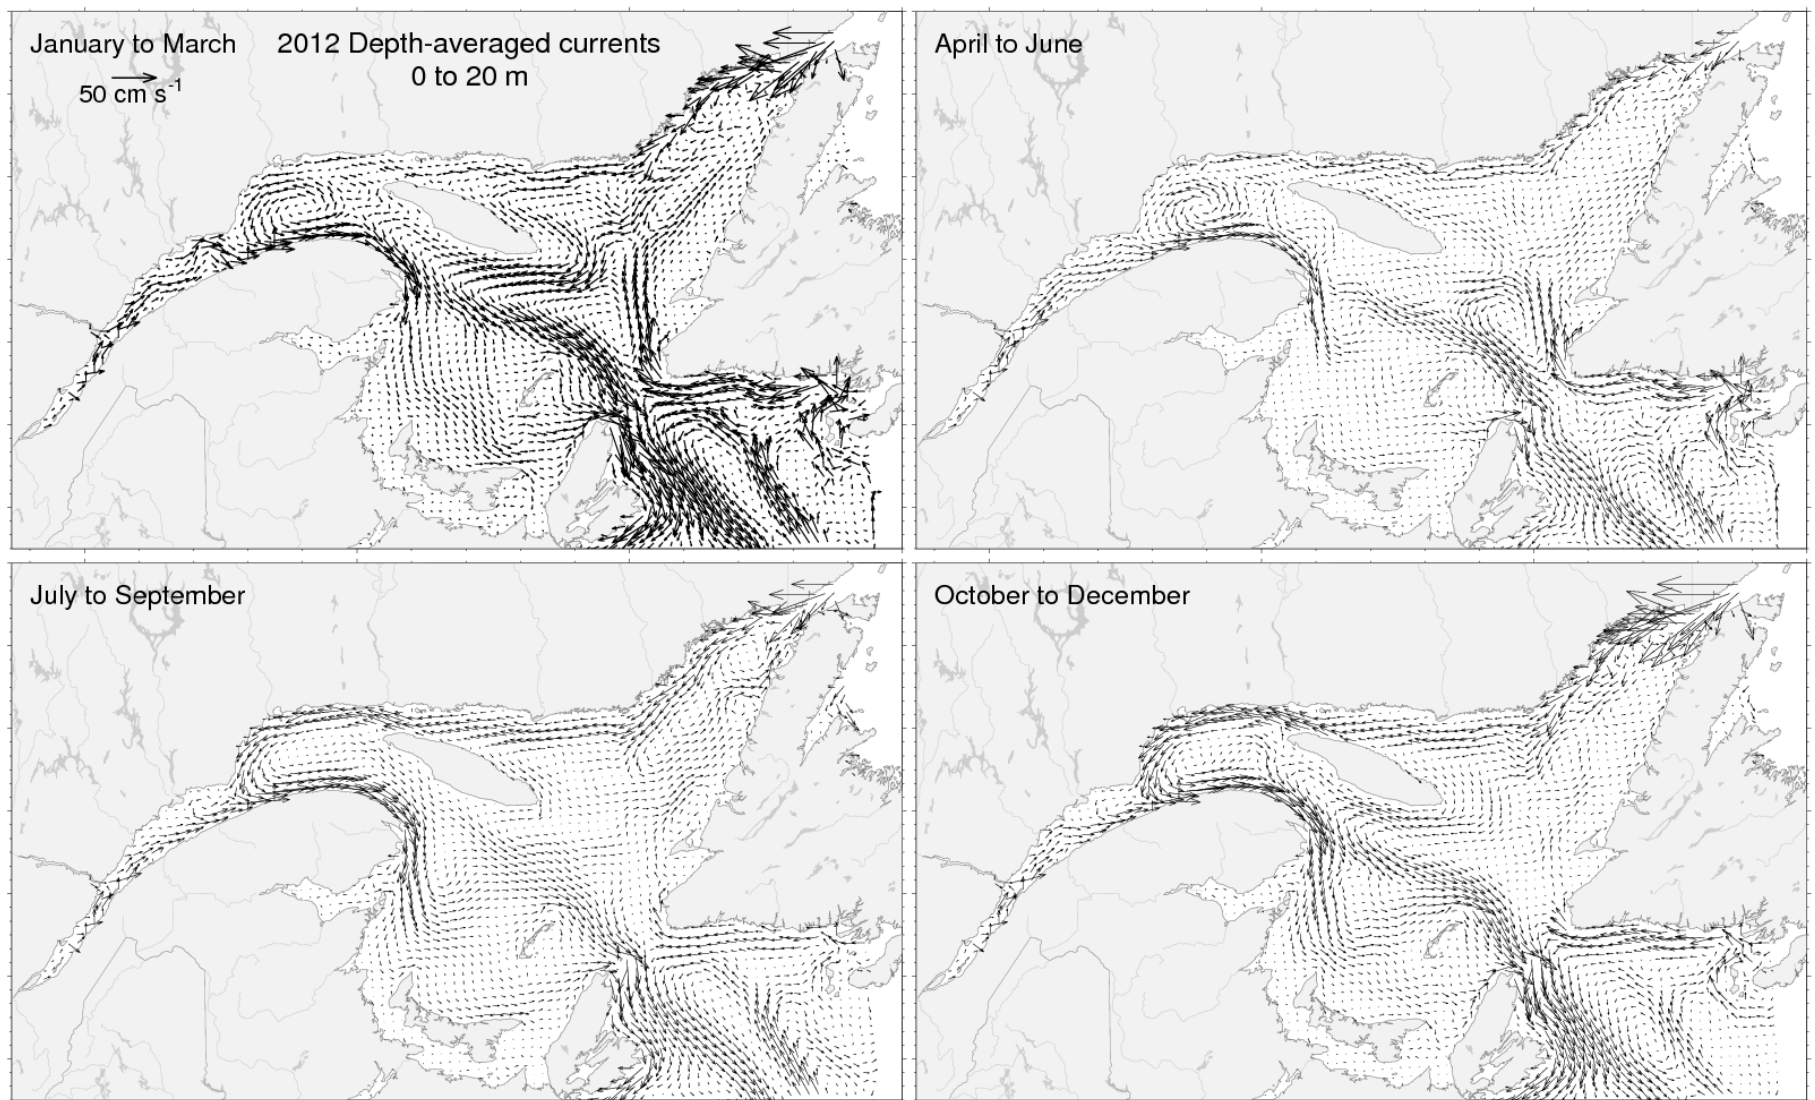 January to March
2012 Depth-averaged currents
0 to 20 m
50 cm s-1
April to June
July to September
October to December